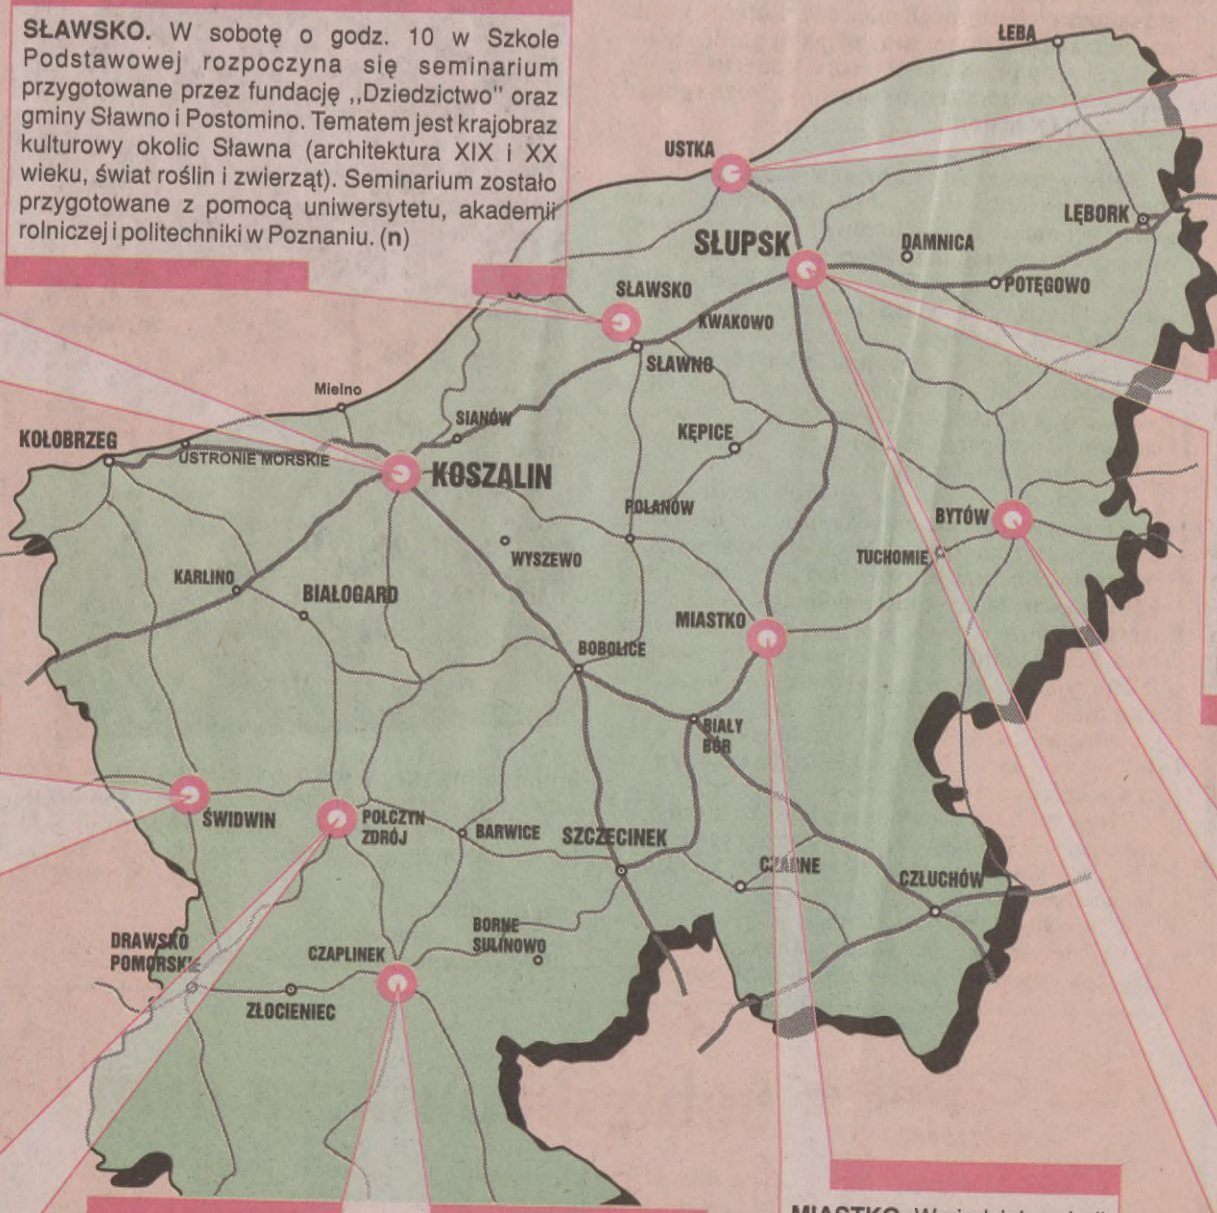 SŁAWSKO. W sobotę o godz. 10 w Szkole
Podstawowej rozpoczyna się seminarium
przygotowane przez fundację ,,Dziedzictwo" oraz
gminy Sławno i Postomino. Tematem jest krajobraz
kulturowy okolic Sławna (architektura XIX i XX
wieku, świat roślin i zwierząt). Seminarium zostało
przygotowane z pomocą uniwersytetu, akademii
rolniczej i politechniki w Poznaniu. (n)
ŁEBA
USTKA
LĘBORK
SŁUPSK
DAMNICA
POTĘGOWO
SŁAWSKO
KWAKOWO
SŁAWNO
Mielno
SIANÓW
KĘPICE
KOŁOBRZEG
USTRONIE MORSKIE
KOSZALIN
POLANÓW
BYTÓW
WYSZEWO
TUCHOMIE
KARLINO
BIAŁOGARD
MIASTKO
BOBOLICE
BIAŁY
BÓR
ŚWIDWIN
POŁCZYN
ZDRÓJ
BARWICE
SZCZECINEK
CZARNE
CZŁUCHÓW
BORNE
SULINOWO
DRAWSKO
POMORSKIE
CZAPLINEK
ZŁOCIENIEC
MIASTKO.